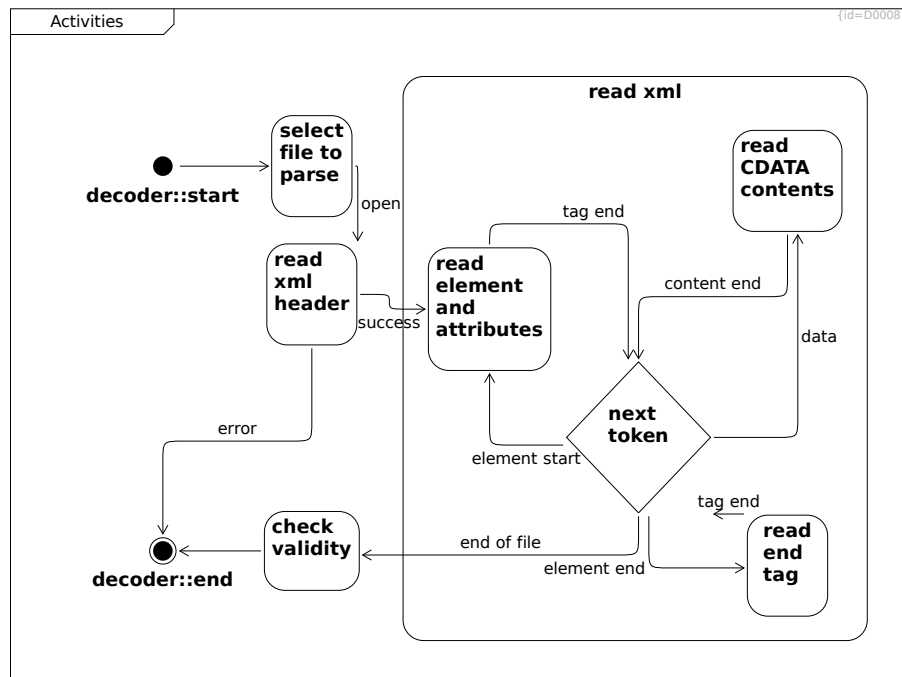 Activities
{id=D0008
read xml
select
file to
parse
read
CDATA
contents
decoder::start
open
tag end
read
xml
header
read
element
and
attributes
content end
success
data
next
token
error
element start
tag end
check
validity
read
end
tag
end of file
element end
decoder::end